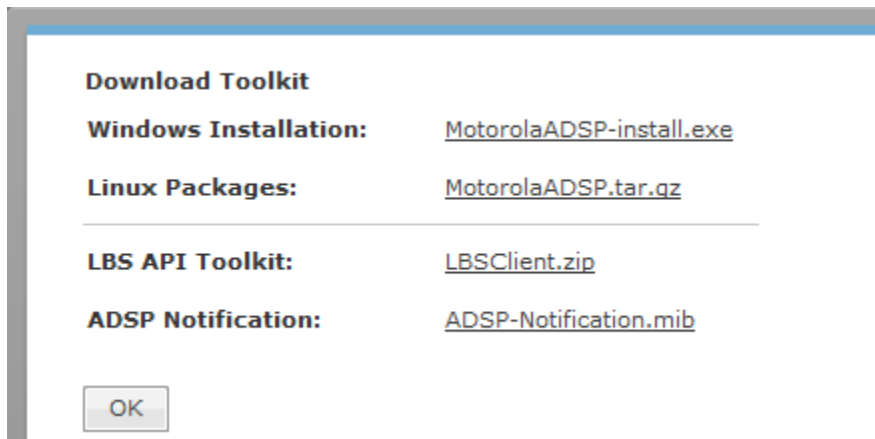 Download Toolkit
Windows Installation: MotorolaADSP-install.exe
Linux Packages: MotorolaADSP.tar.gz
LBS API Toolkit: LBSClient.zip
ADSP Notification: ADSP-Notification.mib
OK